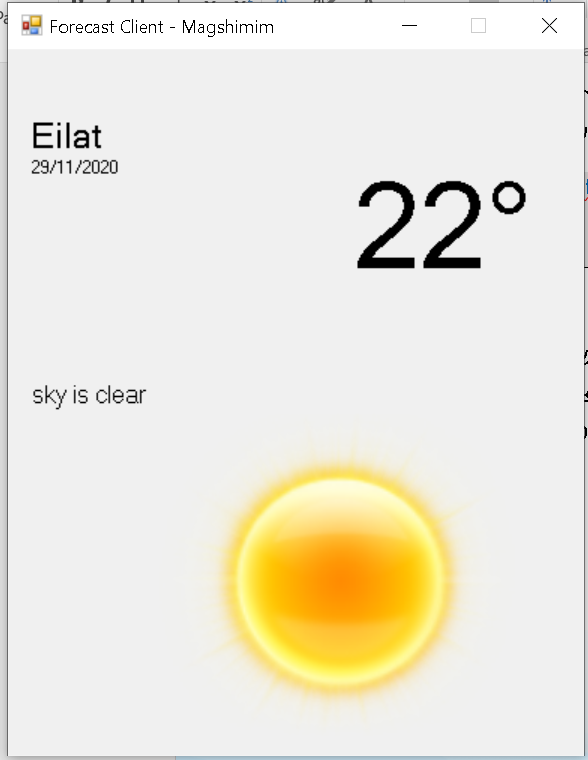 Forecast Client - Magshimim
Eilat
29/11/2020
22°
sky is clear